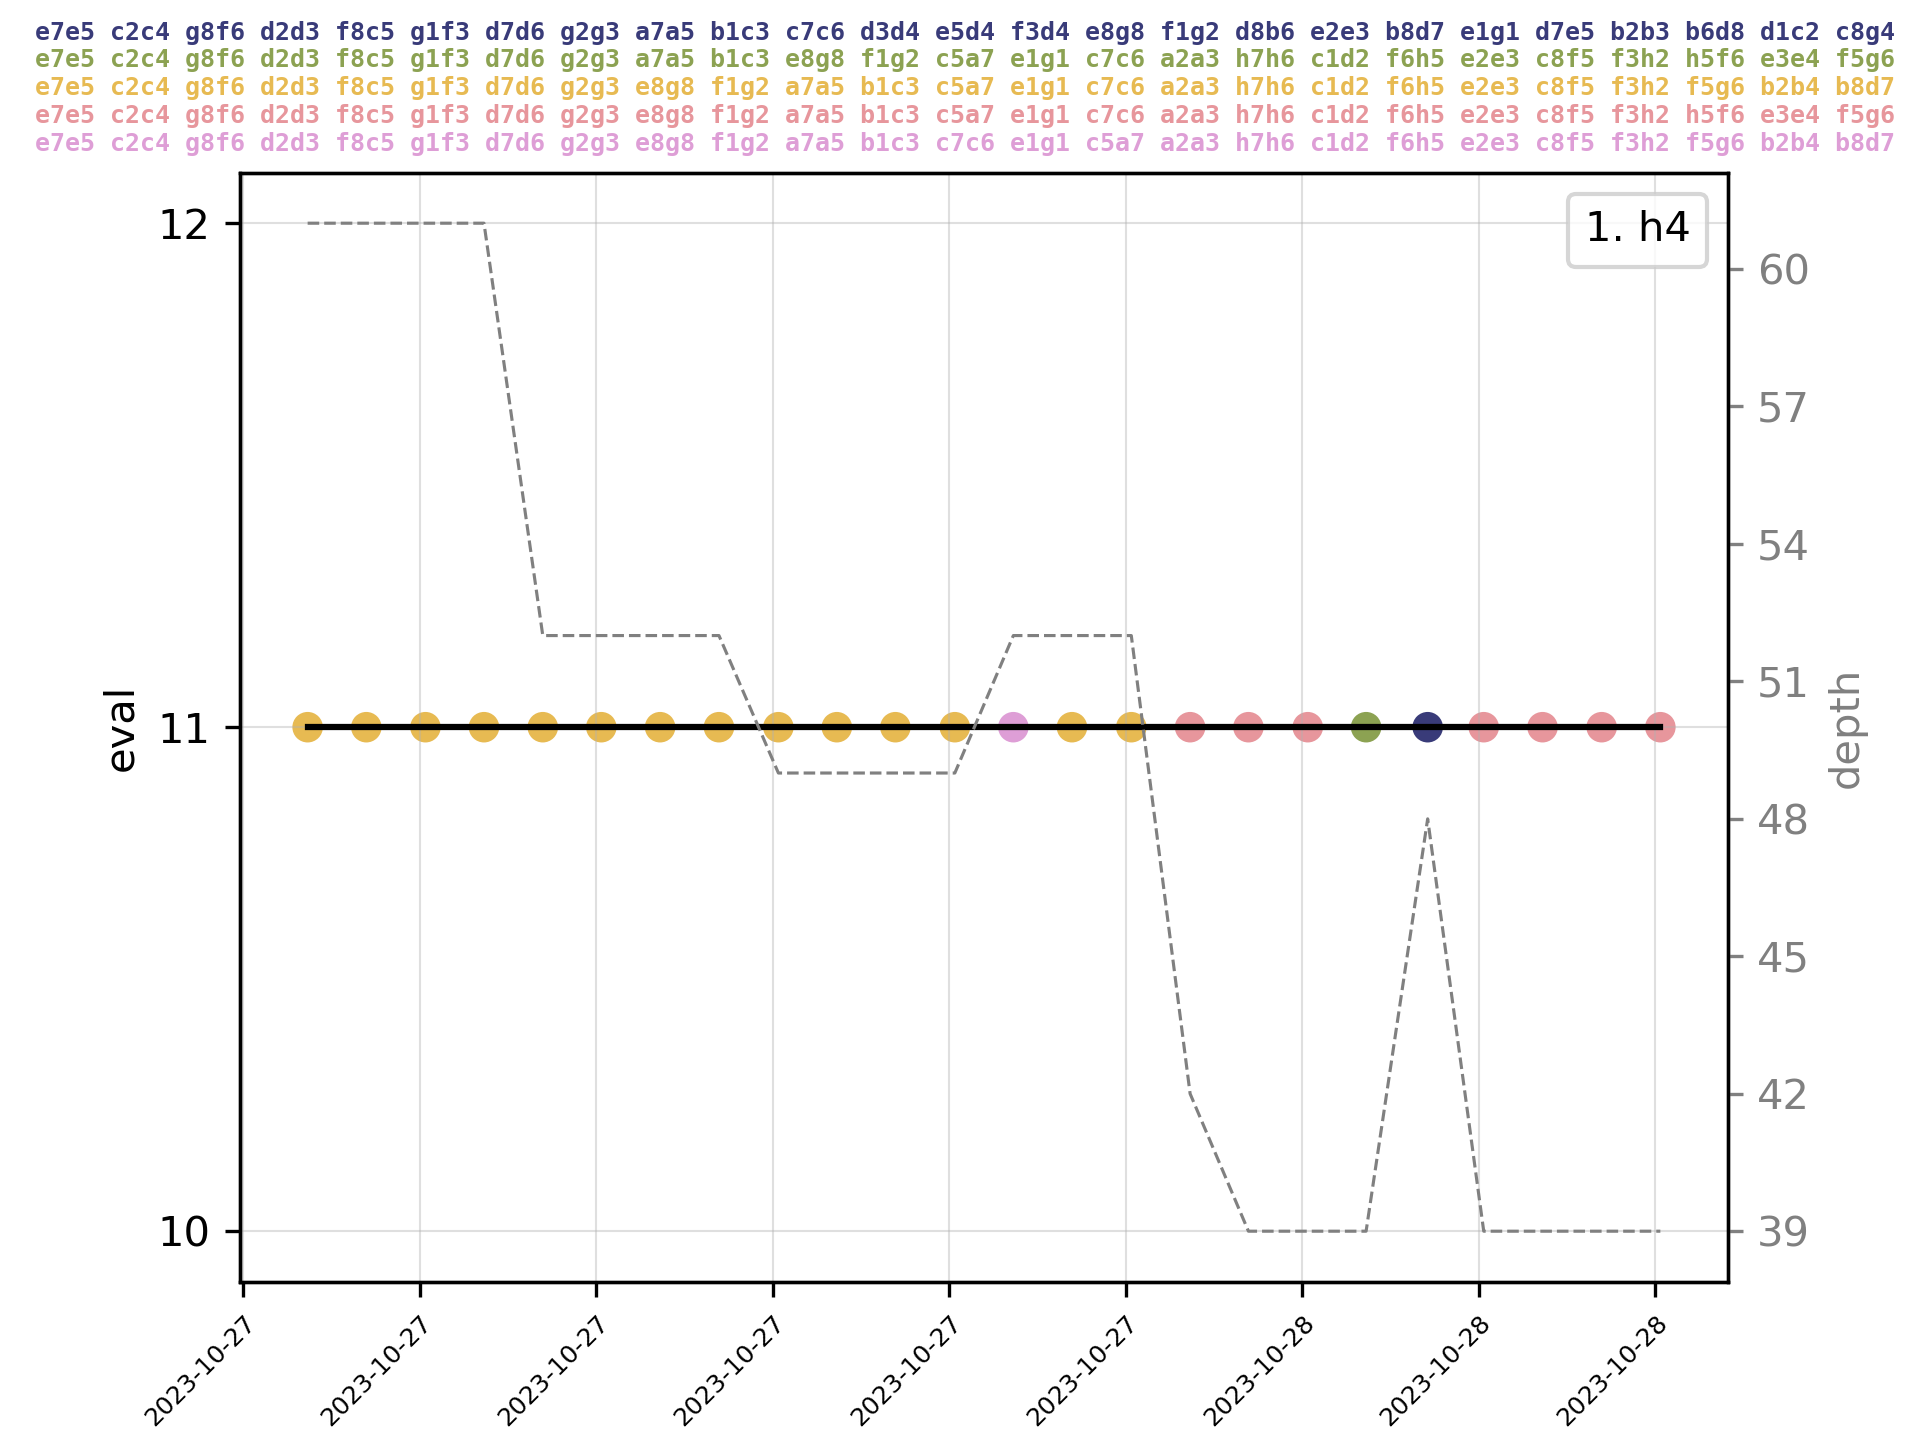 e7e5 c2c4 g8f6 d2d3 f8c5 g1f3 d7d6 g2g3 a7a5 b1c3 c7c6 d3d4 e5d4 f3d4 e8g8 f1g2 d8b6 e2e3 b8d7 e1g1 d7e5 b2b3 b6d8 d1c2 c8g4
e7e5 c2c4 g8f6 d2d3 f8c5 g1f3 d7d6 g2g3 a7a5 b1c3 e8g8 f1g2 c5a7 e1g1 c7c6 a2a3 h7h6 c1d2 f6h5 e2e3 c8f5 f3h2 h5f6 e3e4 f5g6
e7e5 c2c4 g8f6 d2d3 f8c5 g1f3 d7d6 g2g3 e8g8 f1g2 a7a5 b1c3 c5a7 e1g1 c7c6 a2a3 h7h6 c1d2 f6h5 e2e3 c8f5 f3h2 f5g6 b2b4 b8d7
e7e5 c2c4 g8f6 d2d3 f8c5 g1f3 d7d6 g2g3 e8g8 f1g2 a7a5 b1c3 c5a7 e1g1 c7c6 a2a3 h7h6 c1d2 f6h5 e2e3 c8f5 f3h2 h5f6 e3e4 f5g6
e7e5 c2c4 g8f6 d2d3 f8c5 g1f3 d7d6 g2g3 e8g8 f1g2 a7a5 b1c3 c7c6 e1g1 c5a7 a2a3 h7h6 c1d2 f6h5 e2e3 c8f5 f3h2 f5g6 b2b4 b8d7
1. h4
12
11
10
eval
60
57
54
51
48
45
42
39
depth
2023-10-27
2023-10-27
2023-10-27
2023-10-27
2023-10-27
2023-10-27
2023-10-28
2023-10-28
2023-10-28